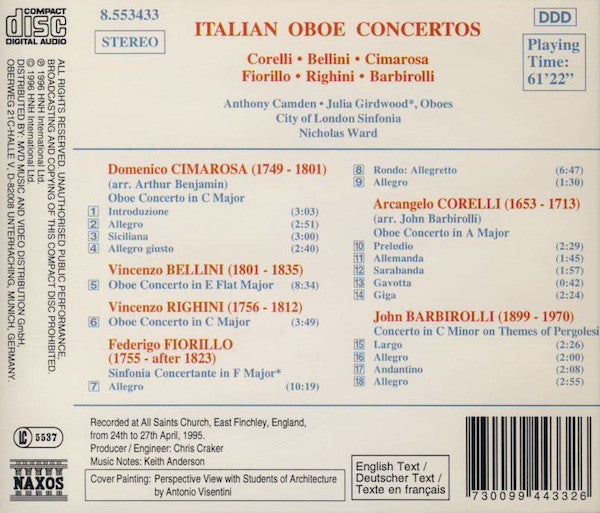 COMPACT
disc
DIGITAL AUDIO
8.553433
STEREO
ITALIAN OBOE CONCERTOS
Corelli • Bellini • Cimarosa
Fiorillo • Righini • Barbirolli
Anthony Camden • Julia Girdwood*, Oboes
City of London Sinfonia
Nicholas Ward
DDD
Playing
Time:
61'22"
ALL RIGHTS RESERVED. UNAUTHORISED PUBLIC PERFORMANCE,
BROADCASTING AND COPYING OF THIS COMPACT DISC PROHIBITED
℗ 1996 HNH International Ltd.
© 1996 HNH International Ltd.
DISTRIBUTED BY: MVD MUSIC AND VIDEO DISTRIBUTION GmbH,
OBERWEG 21C-HALLE V, D-82008 UNTERHACHING, MUNICH, GERMANY.
Domenico CIMAROSA (1749 - 1801)
(arr. Arthur Benjamin)
Oboe Concerto in C Major
1 Introduzione (3:03)
2 Allegro (2:51)
3 Siciliana (3:00)
4 Allegro giusto (2:40)
Vincenzo BELLINI (1801 - 1835)
5 Oboe Concerto in E Flat Major (8:34)
Vincenzo RIGHINI (1756 - 1812)
6 Oboe Concerto in C Major (3:49)
Federigo FIORILLO
(1755 - after 1823)
Sinfonia Concertante in F Major*
7 Allegro (10:19)
8 Rondo: Allegretto (6:47)
9 Allegro (1:30)
Arcangelo CORELLI (1653 - 1713)
(arr. John Barbirolli)
Oboe Concerto in A Major
10 Preludio (2:29)
11 Allemanda (1:45)
12 Sarabanda (1:57)
13 Gavotta (0:42)
14 Giga (2:24)
John BARBIROLLI (1899 - 1970)
Concerto in C Minor on Themes of Pergolesi
15 Largo (2:26)
16 Allegro (2:00)
17 Andantino (2:08)
18 Allegro (2:55)
LC 5537
NAXOS
Recorded at All Saints Church, East Finchley, England,
from 24th to 27th April, 1995.
Producer / Engineer: Chris Craker
Music Notes: Keith Anderson
Cover Painting: Perspective View with Students of Architecture
by Antonio Visentini
English Text /
Deutscher Text /
Texte en français
7 30099 44332 6